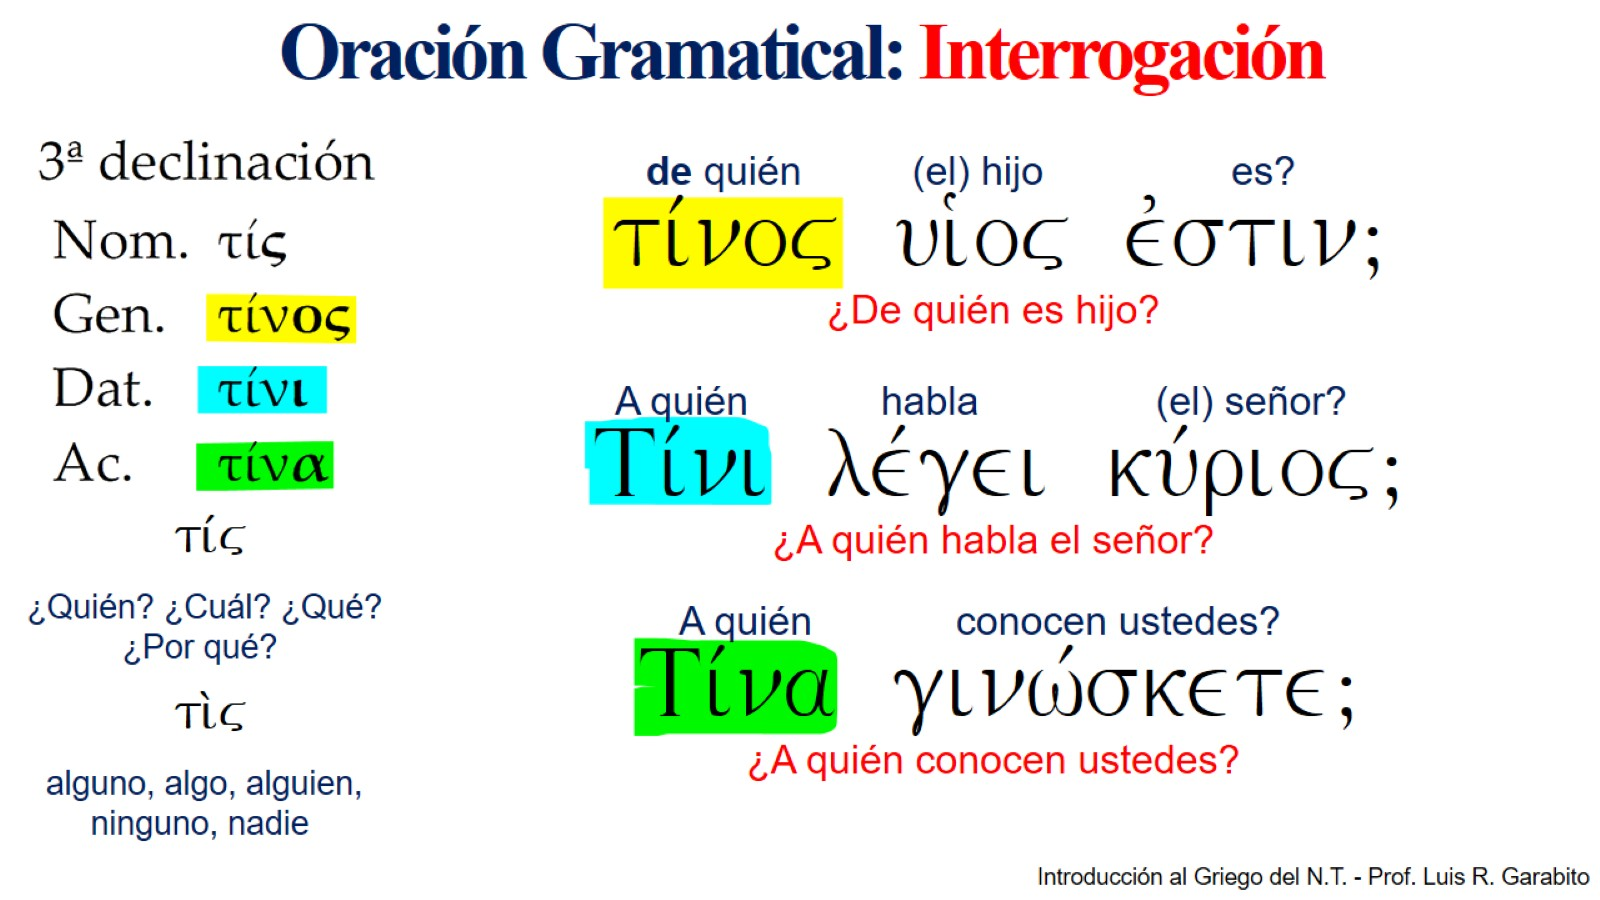 Oración Gramatical: Interrogación
3ª declinación
Nom. τίς
Gen. τίνος
Dat. τίνι
Ac. τίνα
τίς
¿Quién? ¿Cuál? ¿Qué?
¿Por qué?
τὶς
alguno, algo, alguien,
ninguno, nadie
de quién (el) hijo es?
τίνος υἱος ἐστιν;
¿De quién es hijo?
A quién habla (el) señor?
Τίνι λέγει κύριος;
¿A quién habla el señor?
A quién conocen ustedes?
Τίνα γινώσκετε;
¿A quién conocen ustedes?
Introducción al Griego del N.T. - Prof. Luis R. Garabito